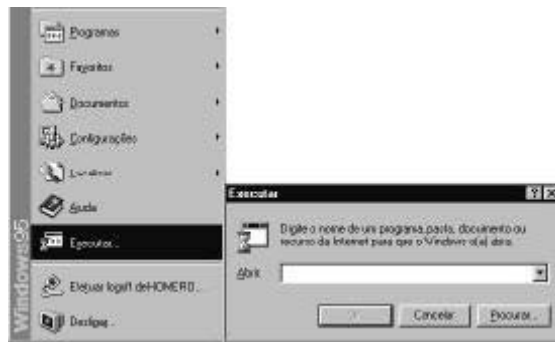 Programas
Favoritos
Documentos
Configurações
Localizar
Ajuda
Executar...
Efetuar logoff de HOMERO...
Desligar...
Windows95
Executar
Digite o nome de um programa, pasta, documento ou
recurso da Internet para que o Windows o(a) abra.
Abrir:
Cancelar
Procurar...